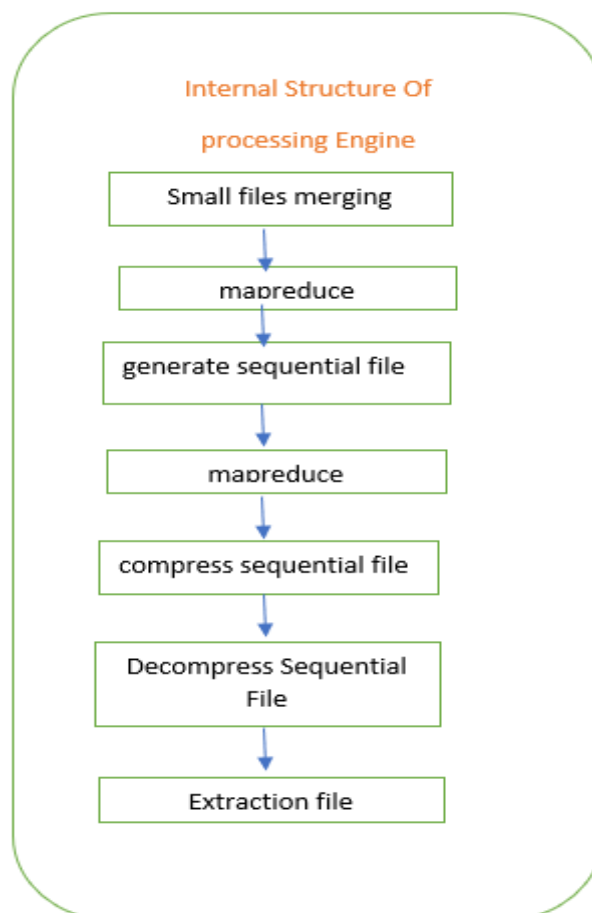 Internal Structure Of
processing Engine
Small files merging
mapreduce
generate sequential file
mapreduce
compress sequential file
Decompress Sequential
File
Extraction file